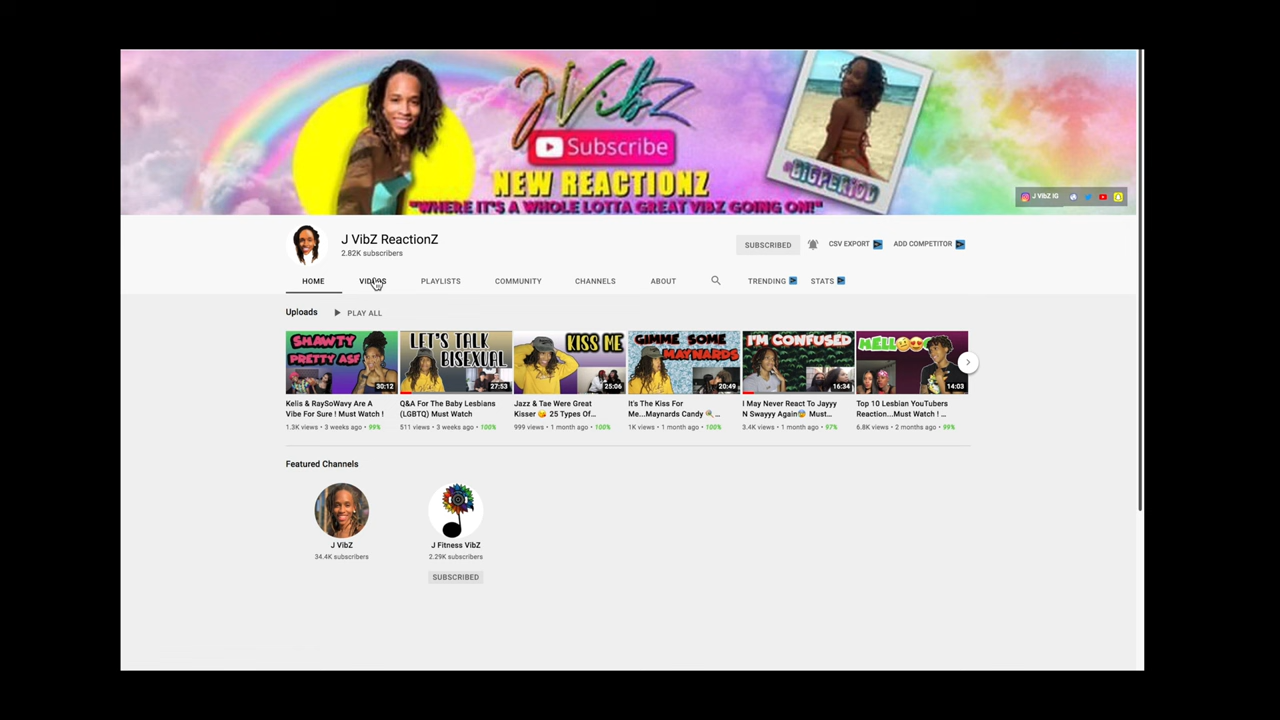 J VibZ
Subscribe
NEW REACTIONZ
"WHERE IT'S A WHOLE LOTTA GREAT VIBZ GOING ON!"
@BIGPERIOD
J VibZ IG
J VibZ ReactionZ
2.82K subscribers
SUBSCRIBED
CSV EXPORT
ADD COMPETITOR
HOME
VIDEOS
PLAYLISTS
COMMUNITY
CHANNELS
ABOUT
TRENDING
STATS
Uploads
PLAY ALL
SHAWTY
PRETTY ASF
30:12
LET'S TALK
BISEXUAL
27:53
KISS ME
25:06
GIMME SOME
MAYNARDS
20:49
I'M CONFUSED
16:34
HELLO
14:03
Kelis & RaySoWavy Are A
Vibe For Sure ! Must Watch !
1.3K views • 3 weeks ago • 99%
Q&A For The Baby Lesbians
(LGBTQ) Must Watch
511 views • 3 weeks ago • 100%
Jazz & Tae Were Great
Kisser 😘 25 Types Of...
999 views • 1 month ago • 100%
It's The Kiss For
Me...Maynards Candy 🍭...
1K views • 1 month ago • 100%
I May Never React To Jayyy
N Swayyy Again😰 Must...
3.4K views • 1 month ago • 97%
Top 10 Lesbian YouTubers
Reaction...Must Watch ! ...
6.8K views • 2 months ago • 99%
Featured Channels
J VibZ
34.4K subscribers
J Fitness VibZ
2.29K subscribers
SUBSCRIBED